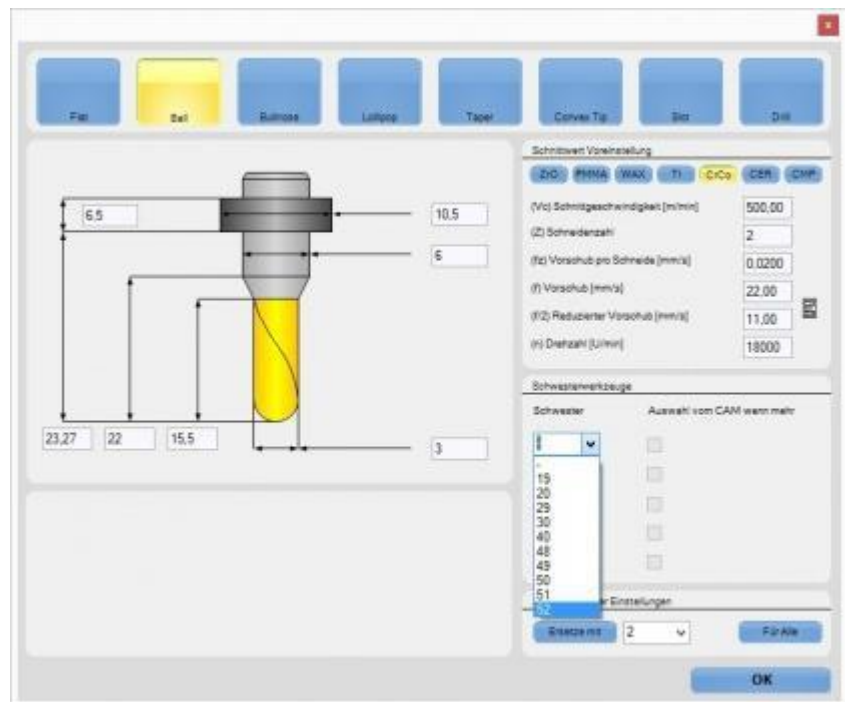 x
Flat Ball Bullnose Lollipop Taper Convex Tip Slot Drill
Schnittwert Voreinstellung
ZrO PMMA WAX TI CrCo CER CMP
(Vc) Schnittgeschwindigkeit [m/min] 500,00
(Z) Schneidenzahl 2
(fz) Vorschub pro Schneide [mm/s] 0,0200
(f) Vorschub [mm/s] 22,00
(f/2) Reduzierter Vorschub [mm/s] 11,00
(n) Drehzahl [U/min] 18000
6,5
10,5
6
23,27 22 15,5
3
Schwesterwerkzeuge
Schwester Auswahl vom CAM wenn mehr
-
19
20
29
30
40
48
49
50
51
52
er Einstellungen
Ersetze mit 2 Für Alle
OK